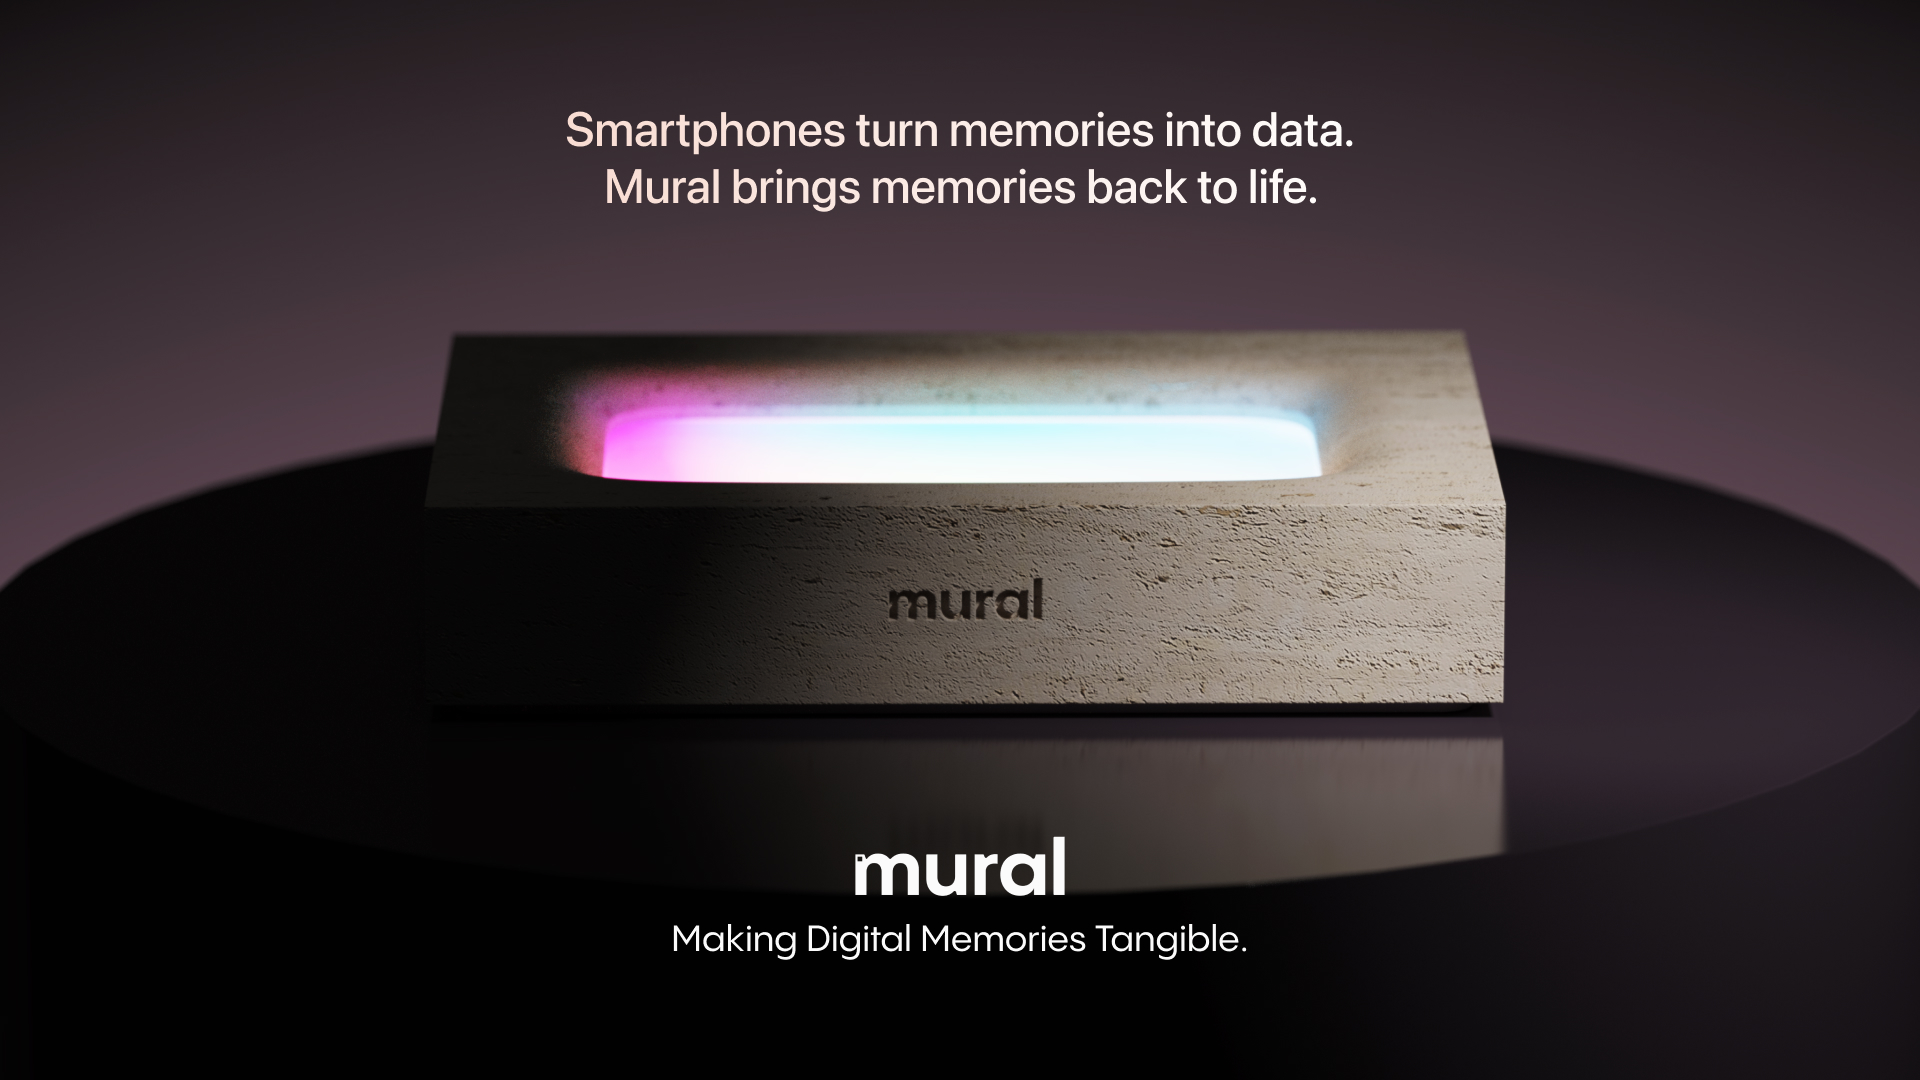 Smartphones turn memories into data.
Mural brings memories back to life.
mural
mural
Making Digital Memories Tangible.